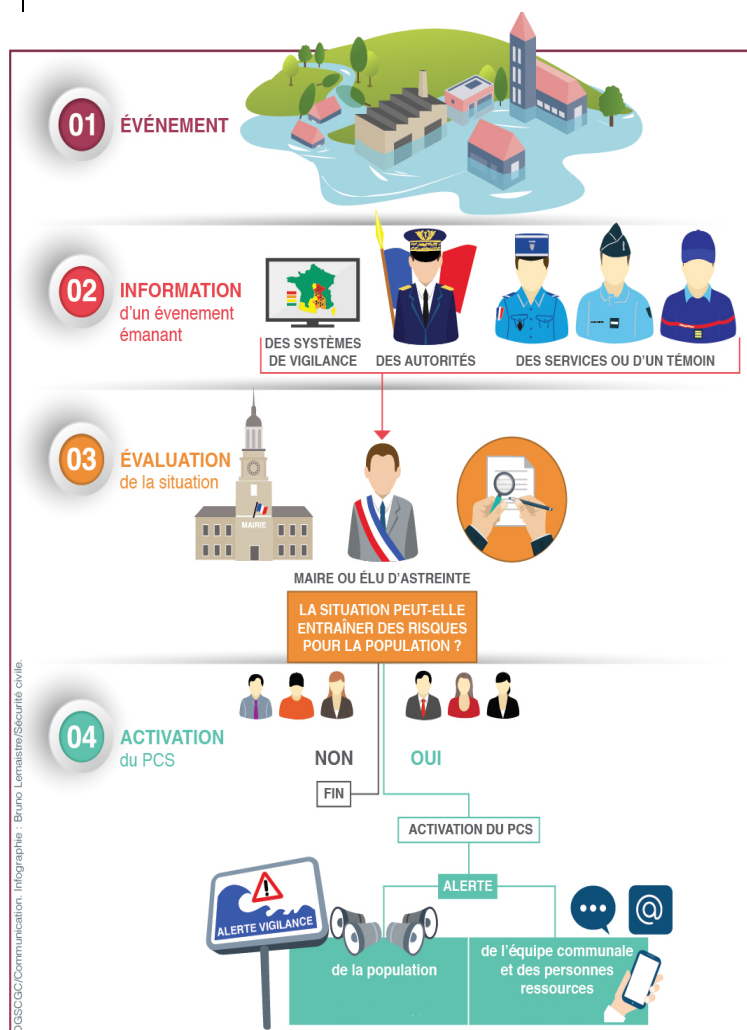 01
ÉVÉNEMENT
02
INFORMATION
d'un évenement
émanant
DES SYSTÈMES
DE VIGILANCE
DES AUTORITÉS
DES SERVICES OU D'UN TÉMOIN
03
ÉVALUATION
de la situation
MAIRIE
MAIRE OU ÉLU D'ASTREINTE
LA SITUATION PEUT-ELLE
ENTRAÎNER DES RISQUES
POUR LA POPULATION ?
04
ACTIVATION
du PCS
NON
OUI
FIN
ACTIVATION DU PCS
ALERTE
ALERTE VIGILANCE
de la population
de l'équipe communale
et des personnes
ressources
DGSCGC/Communication. Infographie : Bruno Lemaistre/Sécurité civile.